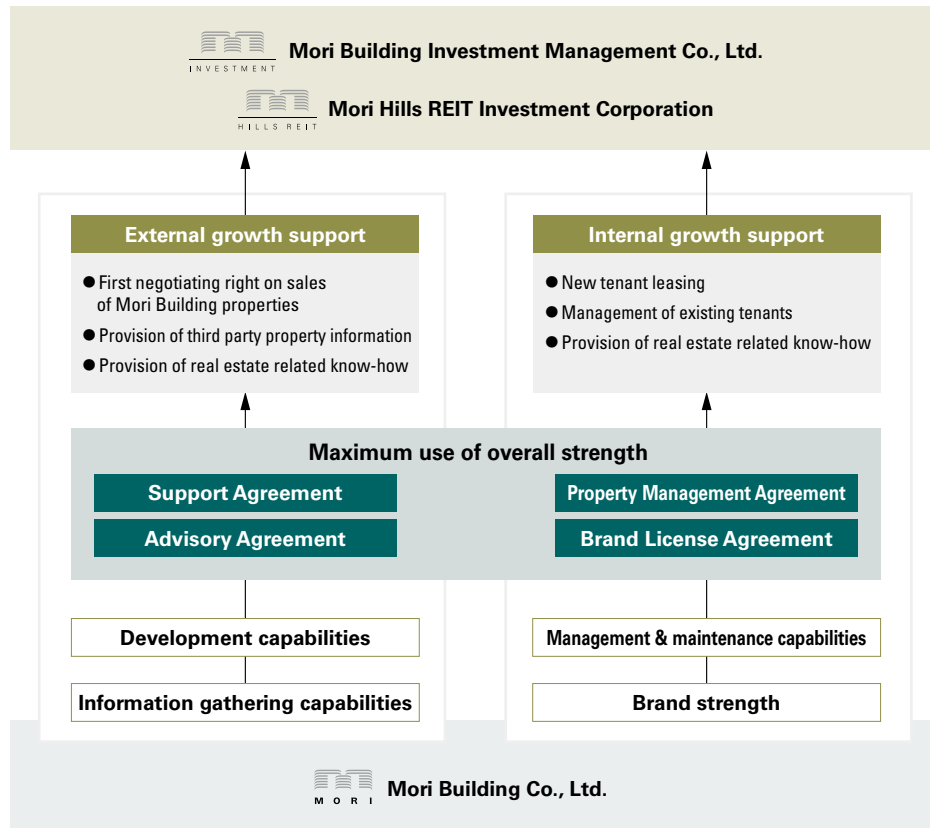 INVESTMENT
Mori Building Investment Management Co., Ltd.
HILLS REIT
Mori Hills REIT Investment Corporation
External growth support
● First negotiating right on sales
of Mori Building properties
● Provision of third party property information
● Provision of real estate related know-how
Internal growth support
● New tenant leasing
● Management of existing tenants
● Provision of real estate related know-how
Maximum use of overall strength
Support Agreement
Advisory Agreement
Property Management Agreement
Brand License Agreement
Development capabilities
Information gathering capabilities
Management & maintenance capabilities
Brand strength
MORI
Mori Building Co., Ltd.